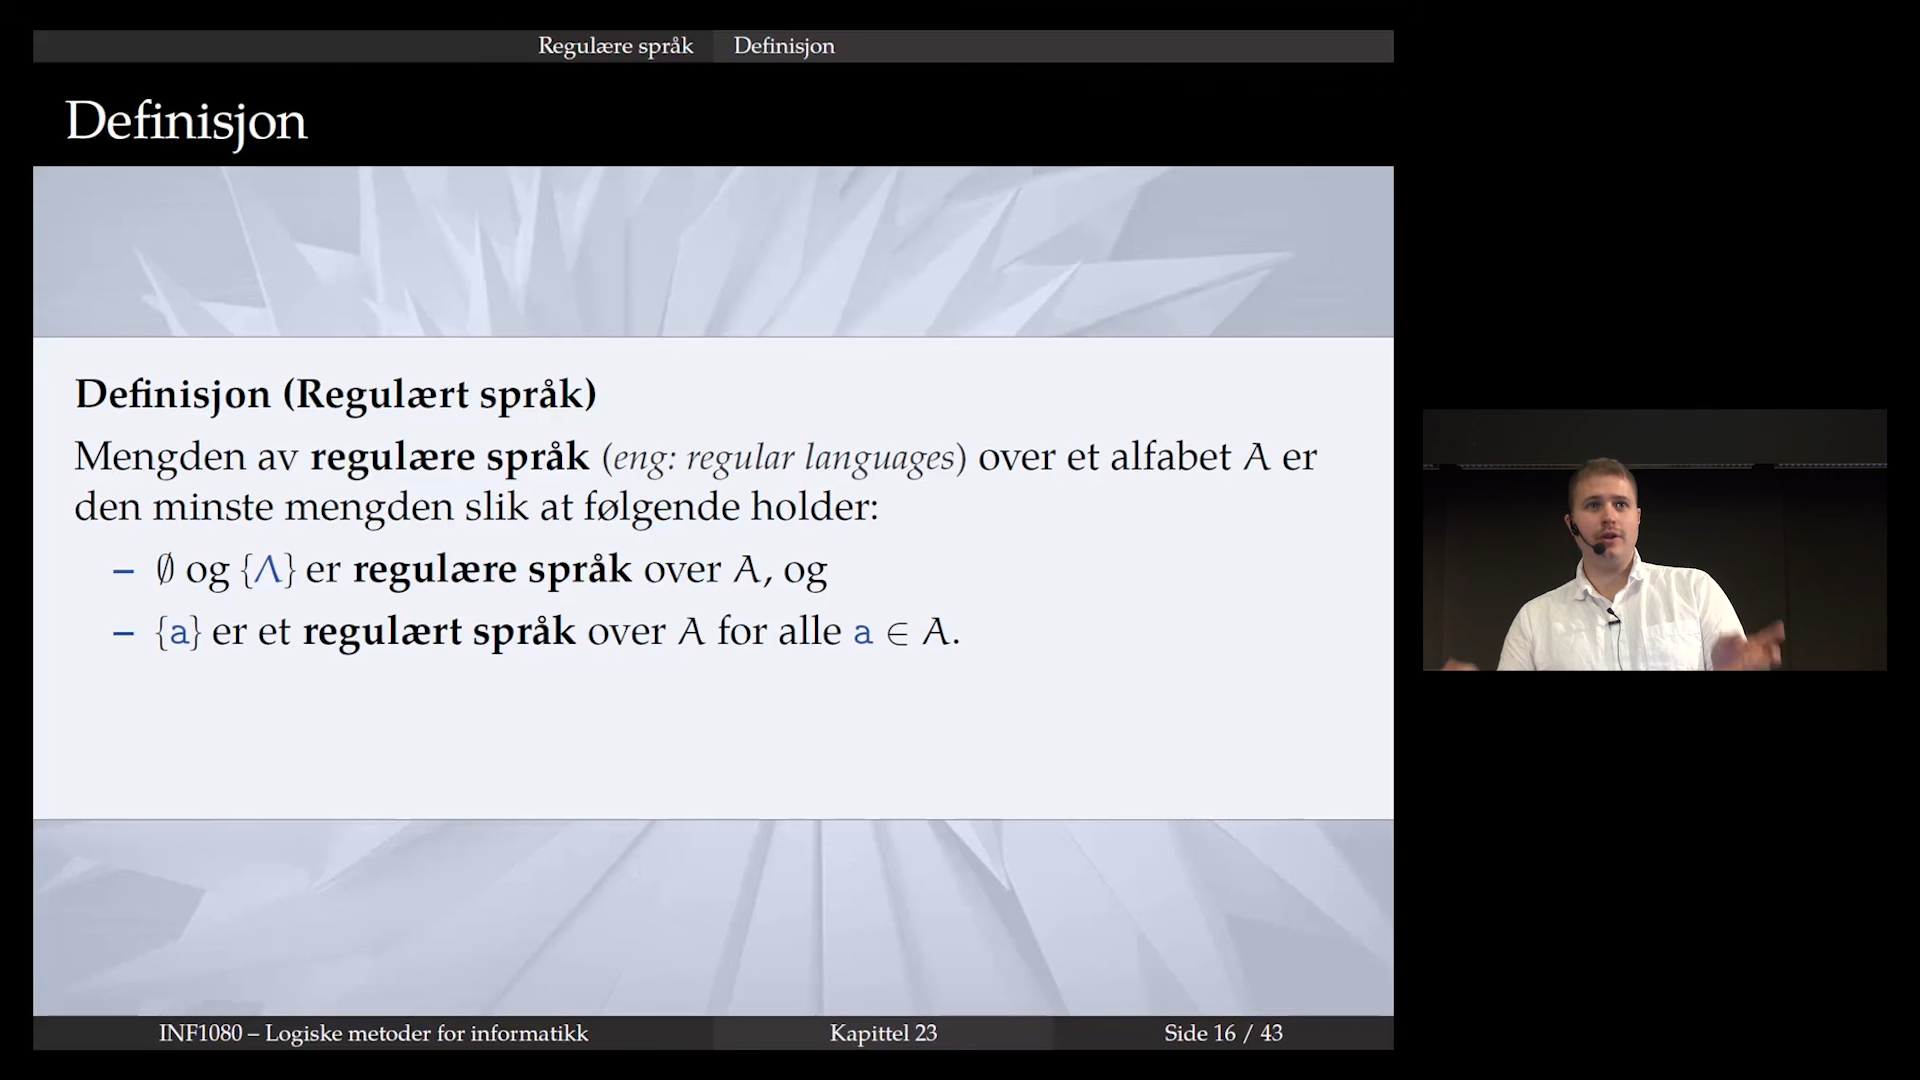 Regulære språk Definisjon
Definisjon
Definisjon (Regulært språk)
Mengden av regulære språk (eng: regular languages) over et alfabet A er
den minste mengden slik at følgende holder:
– ∅ og {Λ} er regulære språk over A, og
– {a} er et regulært språk over A for alle a ∈ A.
INF1080 – Logiske metoder for informatikk Kapittel 23 Side 16 / 43